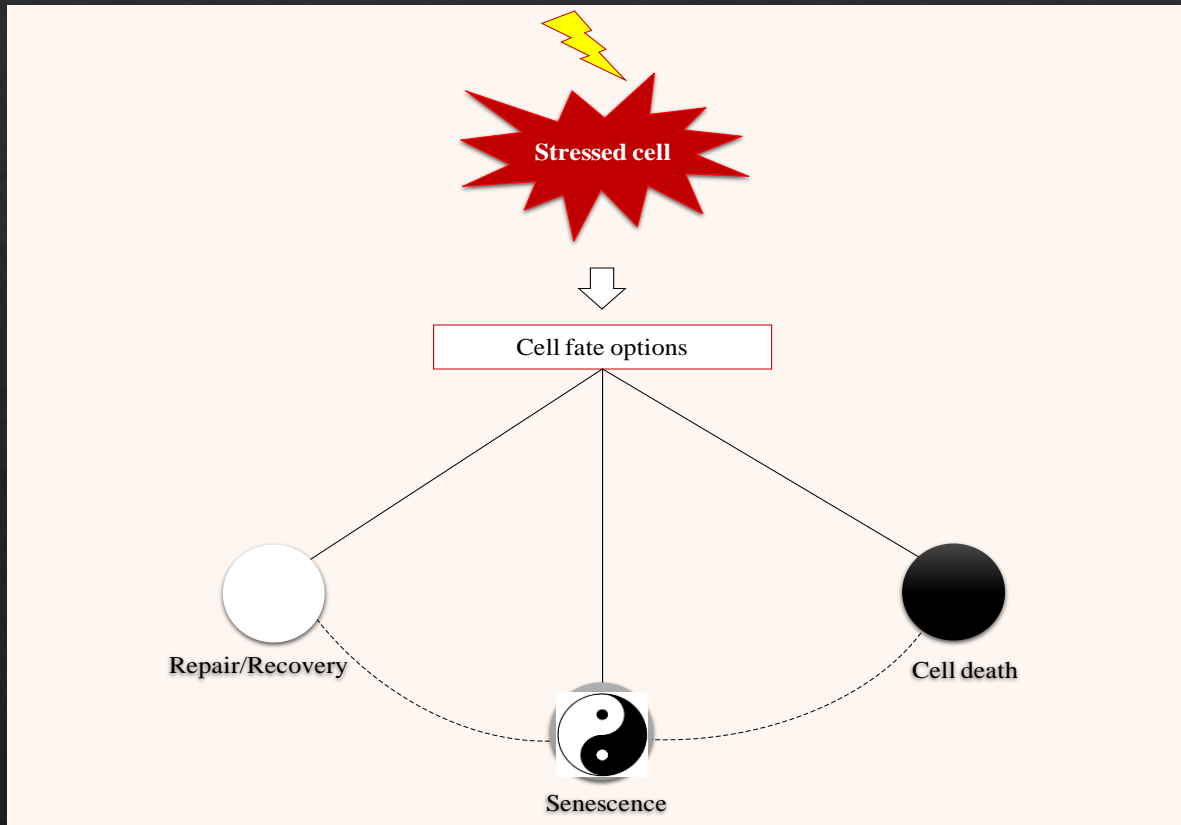 Stressed cell
Cell fate options
Repair/Recovery
Cell death
Senescence